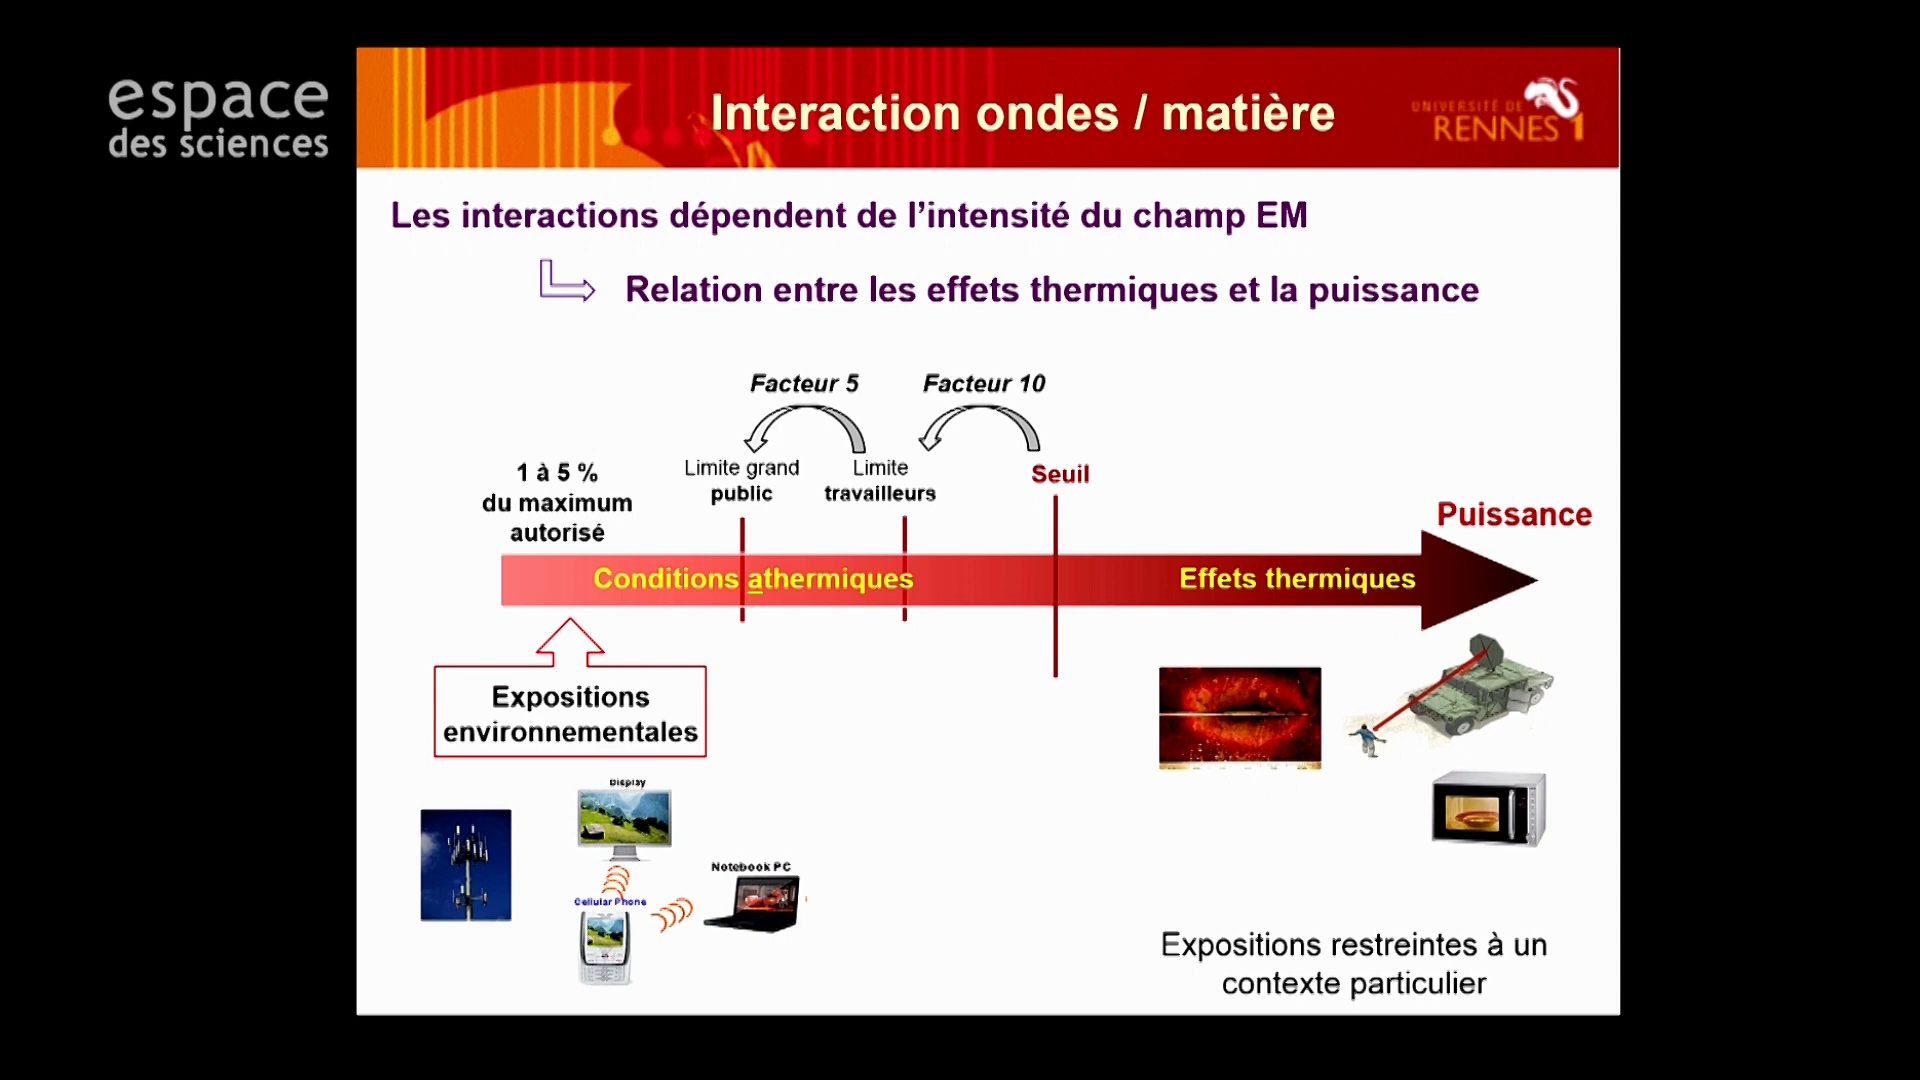 espace
des sciences
Interaction ondes / matière
UNIVERSITÉ DE
RENNES 1
Les interactions dépendent de l’intensité du champ EM
Relation entre les effets thermiques et la puissance
Facteur 5
Facteur 10
1 à 5 %
du maximum
autorisé
Limite grand
public
Limite
travailleurs
Seuil
Puissance
Conditions athermiques
Effets thermiques
Expositions
environnementales
Display
Notebook PC
Cellular Phone
Expositions restreintes à un
contexte particulier